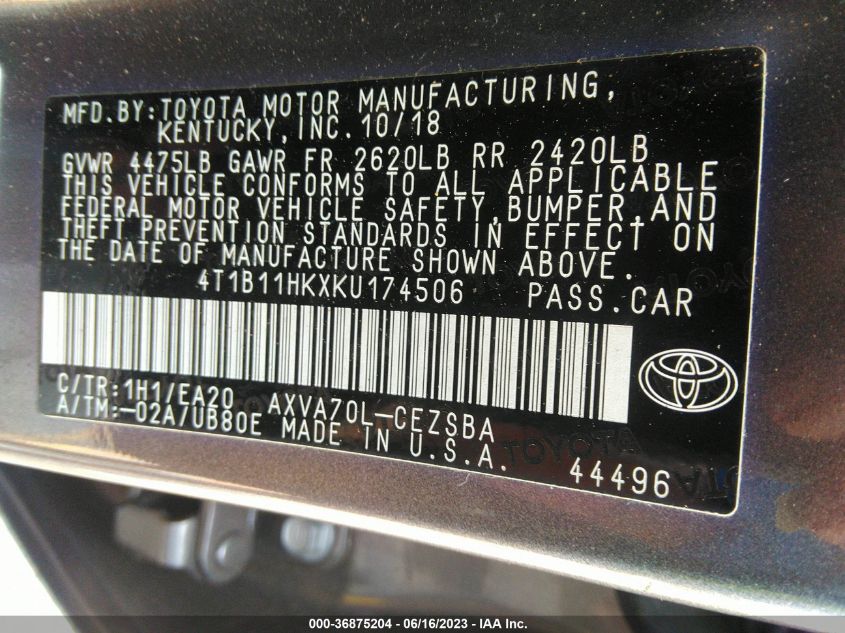 MFD.BY:TOYOTA MOTOR MANUFACTURING,
KENTUCKY,INC.10/18
GVWR 4475LB GAWR FR 2620LB RR 2420LB
THIS VEHICLE CONFORMS TO ALL APPLICABLE
FEDERAL MOTOR VEHICLE SAFETY,BUMPER,AND
THEFT PREVENTION STANDARDS IN EFFECT ON
THE DATE OF MANUFACTURE SHOWN ABOVE.
4T1B11HKXKU174506 PASS.CAR
C/TR:1H1/EA20 AXVA70L-CEZSBA
A/TM:-02A/UB80E MADE IN U.S.A.
44496
000-36875204 - 06/16/2023 - IAA Inc.